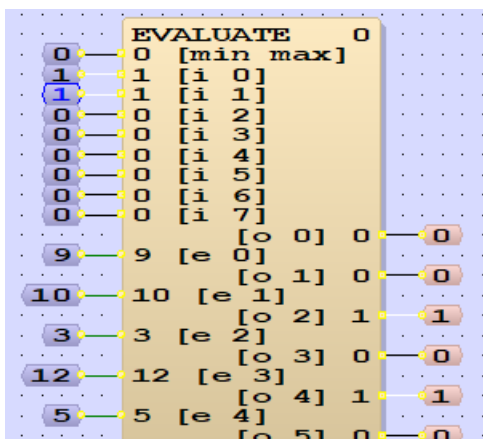 EVALUATE 0
0 0 [min max]
1 1 [i 0]
1 1 [i 1]
0 0 [i 2]
0 0 [i 3]
0 0 [i 4]
0 0 [i 5]
0 0 [i 6]
0 0 [i 7]
[o 0] 0 0
9 9 [e 0]
[o 1] 0 0
10 10 [e 1]
[o 2] 1 1
3 3 [e 2]
[o 3] 0 0
12 12 [e 3]
[o 4] 1 1
5 5 [e 4]
[o 5] 0 0